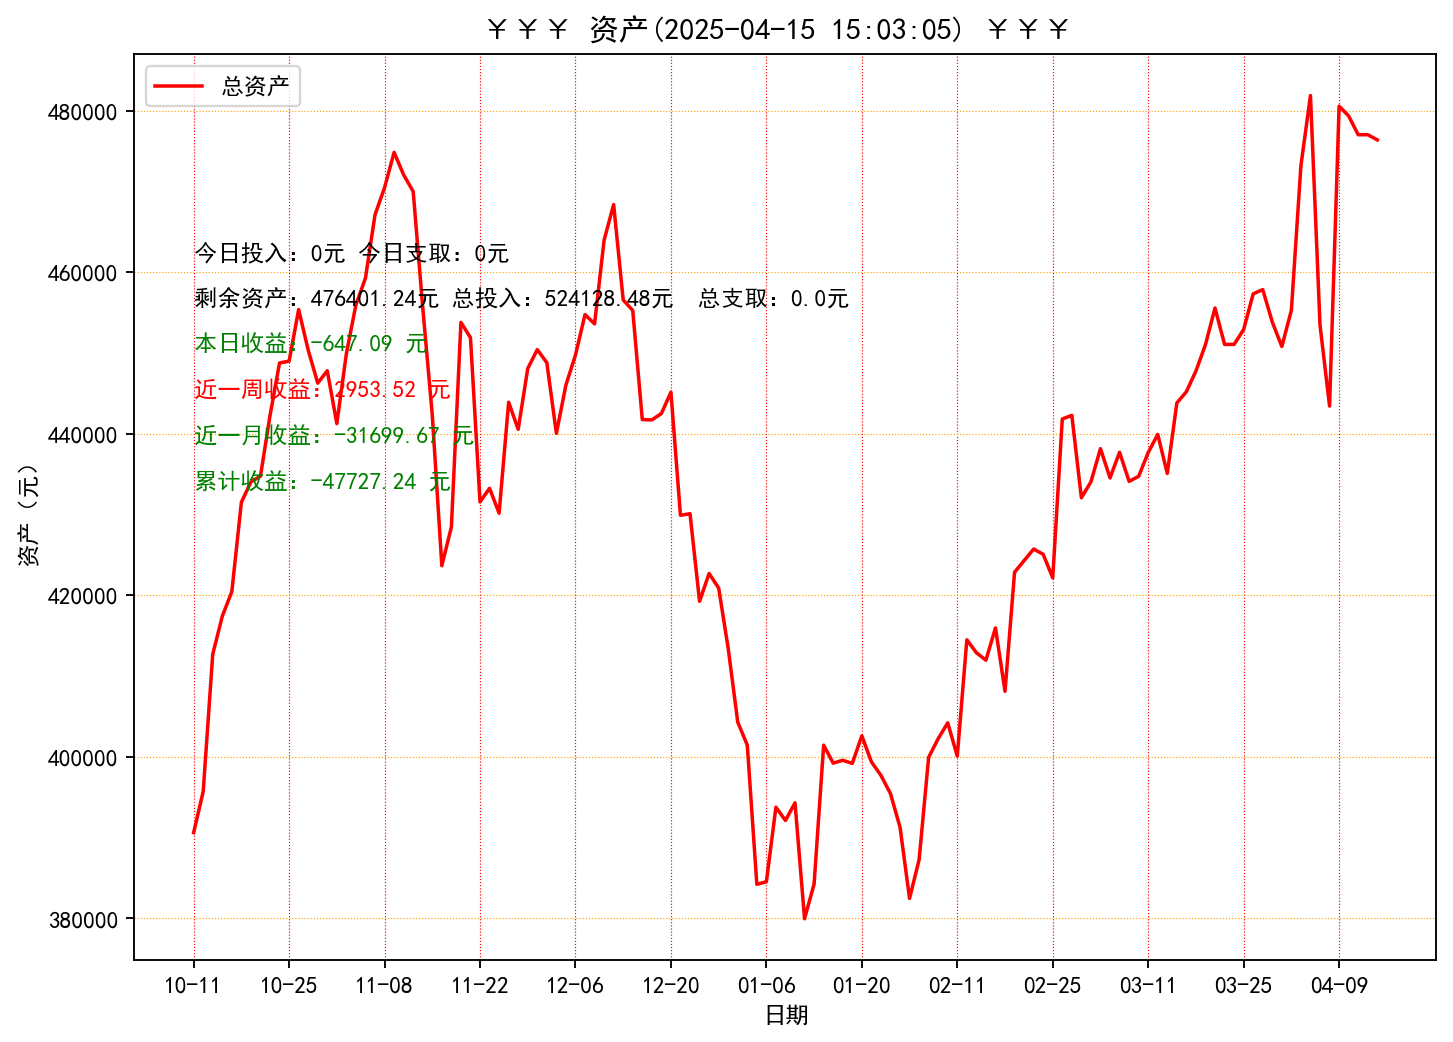 ￥￥￥ 资产(2025-04-15 15:03:05) ￥￥￥
总资产
480000
460000
440000
420000
400000
380000
资产（元）
今日投入：0元 今日支取：0元
剩余资产：476401.24元 总投入：524128.48元  总支取：0.0元
本日收益：-647.09 元
近一周收益：2953.52 元
近一月收益：-31699.67 元
累计收益：-47727.24 元
10-11 10-25 11-08 11-22 12-06 12-20 01-06 01-20 02-11 02-25 03-11 03-25 04-09
日期